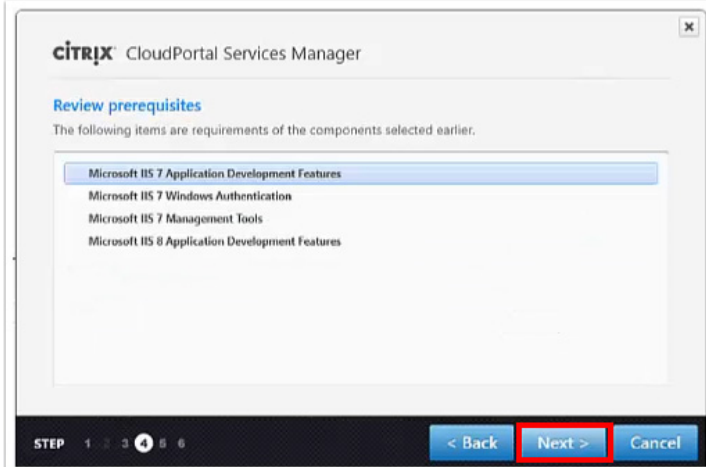 CİTRIX CloudPortal Services Manager
Review prerequisites
The following items are requirements of the components selected earlier.
Microsoft IIS 7 Application Development Features
Microsoft IIS 7 Windows Authentication
Microsoft IIS 7 Management Tools
Microsoft IIS 8 Application Development Features
STEP 1 2 3 4 5 6 < Back Next > Cancel